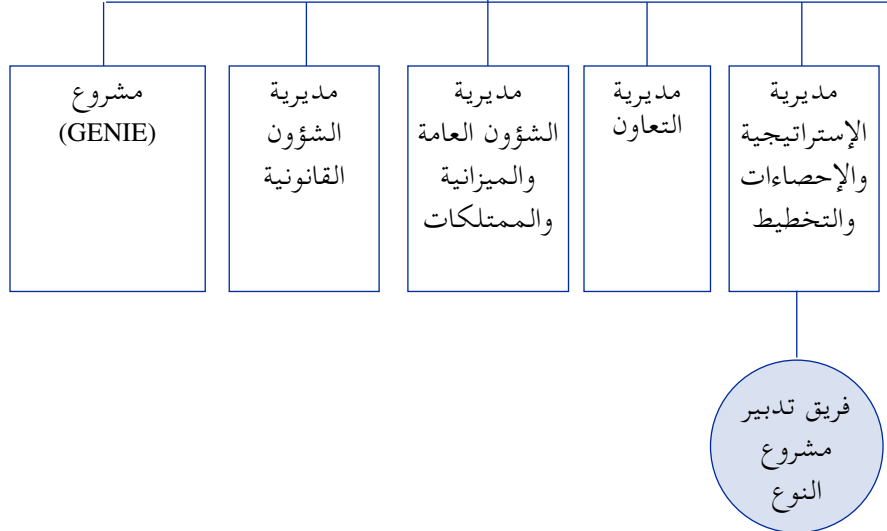 مديرية
الإستراتيجية
والإحصاءات
والتخطيط
مديرية
التعاون
مديرية
الشؤون العامة
والميزانية
والممتلكات
مديرية
الشؤون
القانونية
مشروع
(GENIE)
فريق تدبير
مشروع
النوع